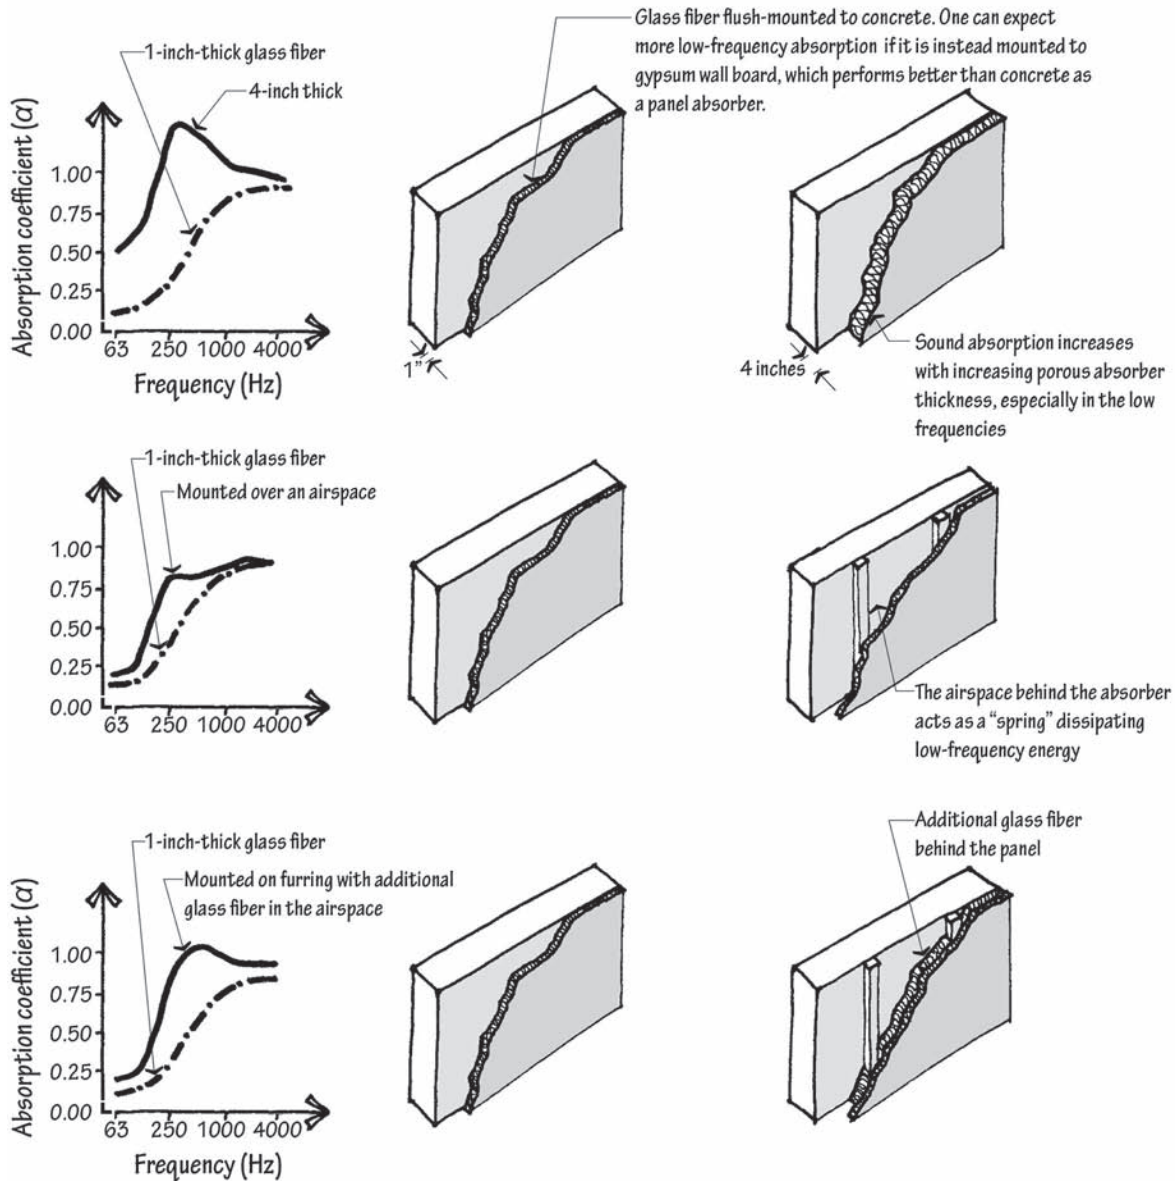 Glass fiber flush-mounted to concrete. One can expect
more low-frequency absorption if it is instead mounted to
gypsum wall board, which performs better than concrete as
a panel absorber.
1-inch-thick glass fiber
4-inch thick
Absorption coefficient (α)
1.00
0.75
0.50
0.25
0.00
65 250 1000 4000
Frequency (Hz)
1"
4 inches
Sound absorption increases
with increasing porous absorber
thickness, especially in the low
frequencies
1-inch-thick glass fiber
Mounted over an airspace
1.00
0.75
0.50
0.25
0.00
65 250 1000 4000
The airspace behind the absorber
acts as a “spring” dissipating
low-frequency energy
1-inch-thick glass fiber
Mounted on furring with additional
glass fiber in the airspace
Absorption coefficient (α)
1.00
0.75
0.50
0.25
0.00
65 250 1000 4000
Frequency (Hz)
Additional glass fiber
behind the panel